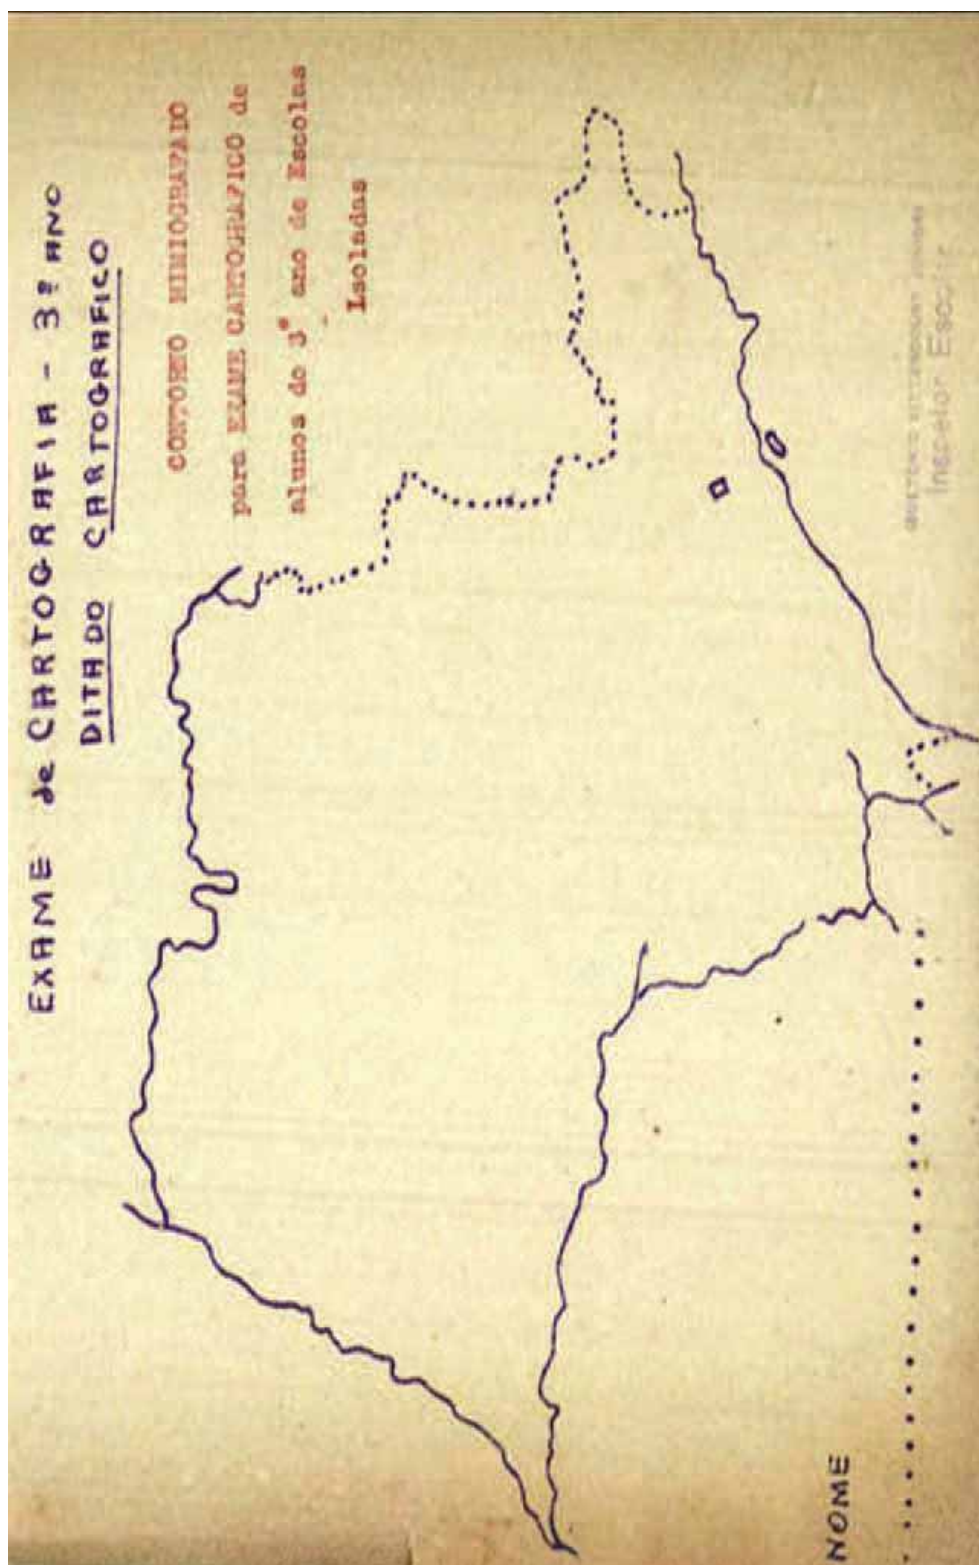 EXAME de CARTOGRAFIA - 3º ANO
DITADO CARTOGRAFICO
CONTORNO MIMIOGRAFADO
para EXAME CARTOGRAFICO de
alunos do 3º ano de Escolas
Isoladas
Inspetor Escolar
NOME